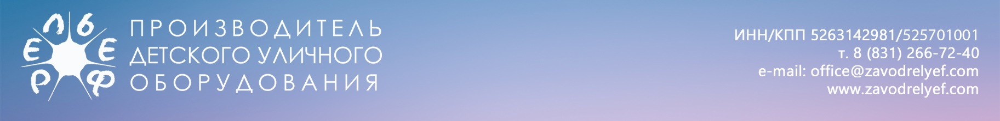 РЕЛЬЕФ
ПРОИЗВОДИТЕЛЬ
ДЕТСКОГО УЛИЧНОГО
ОБОРУДОВАНИЯ
ИНН/КПП 5263142981/525701001
т. 8 (831) 266-72-40
e-mail: office@zavodrelyef.com
www.zavodrelyef.com